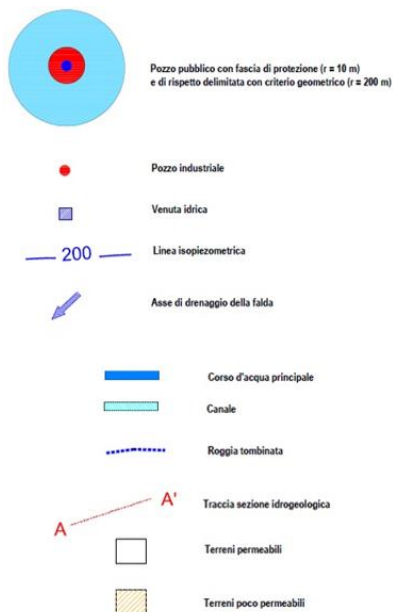 Pozzo pubblico con fascia di protezione (r = 10 m)
e di rispetto delimitata con criterio geometrico (r = 200 m)
Pozzo industriale
Venuta idrica
200
Linea isopiezometrica
Asse di drenaggio della falda
Corso d'acqua principale
Canale
Roggia tombinata
A A'
Traccia sezione idrogeologica
Terreni permeabili
Terreni poco permeabili